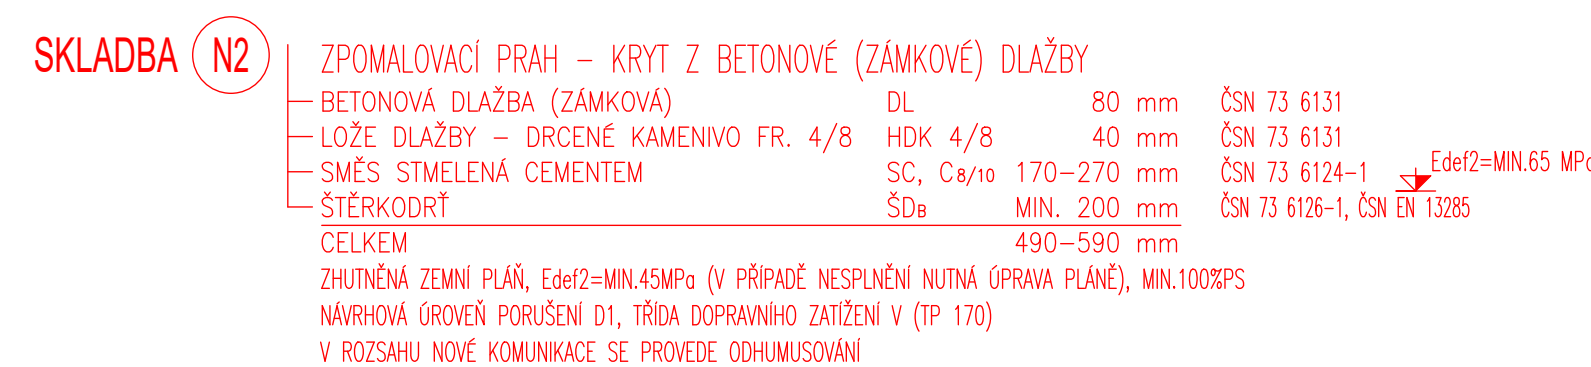 SKLADBA N2 ZPOMALOVACÍ PRAH – KRYT Z BETONOVÉ (ZÁMKOVÉ) DLAŽBY
BETONOVÁ DLAŽBA (ZÁMKOVÁ) DL 80 mm ČSN 73 6131
LOŽE DLAŽBY – DRCENÉ KAMENIVO FR. 4/8 HDK 4/8 40 mm ČSN 73 6131
SMĚS STMELENÁ CEMENTEM SC, C8/10 170–270 mm ČSN 73 6124–1 Edef2=MIN.65 MPa
ŠTĚRKODRŤ ŠDB MIN. 200 mm ČSN 73 6126–1, ČSN EN 13285
CELKEM 490–590 mm
ZHUTNĚNÁ ZEMNÍ PLÁŇ, Edef2=MIN.45MPa (V PŘÍPADĚ NESPLNĚNÍ NUTNÁ ÚPRAVA PLÁNĚ), MIN.100%PS
NÁVRHOVÁ ÚROVEŇ PORUŠENÍ D1, TŘÍDA DOPRAVNÍHO ZATÍŽENÍ V (TP 170)
V ROZSAHU NOVÉ KOMUNIKACE SE PROVEDE ODHUMUSOVÁNÍ